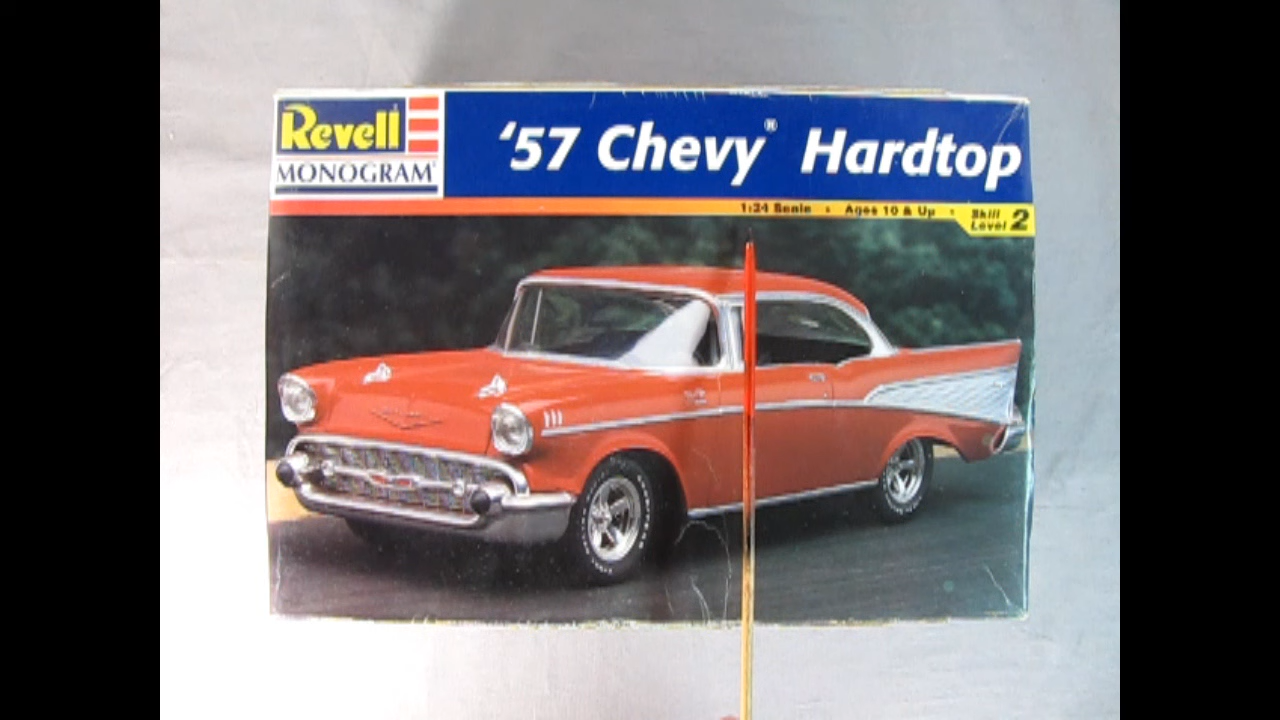 Revell®
MONOGRAM®
'57 Chevy® Hardtop
1:24 Scale • Ages 10 & Up •
Skill
Level 2